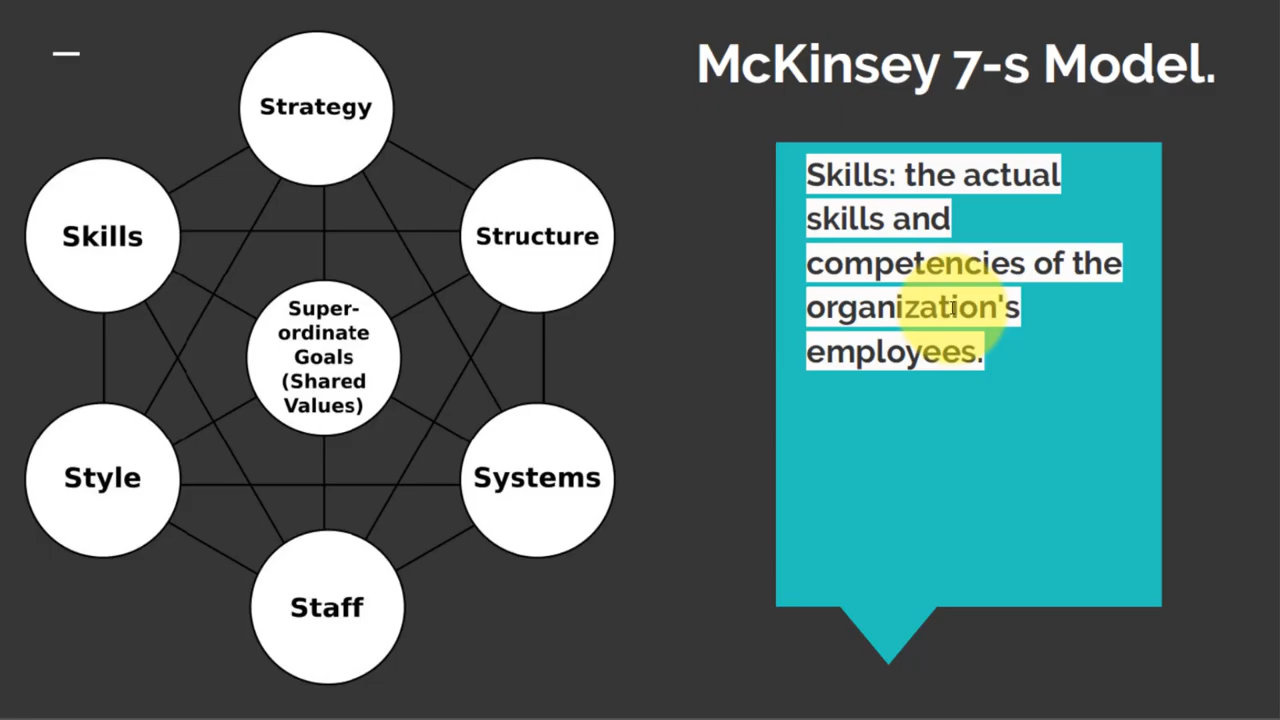 McKinsey 7-s Model.
Strategy
Skills
Structure
Super-
ordinate
Goals
(Shared
Values)
Style
Systems
Staff
Skills: the actual
skills and
competencies of the
organization's
employees.